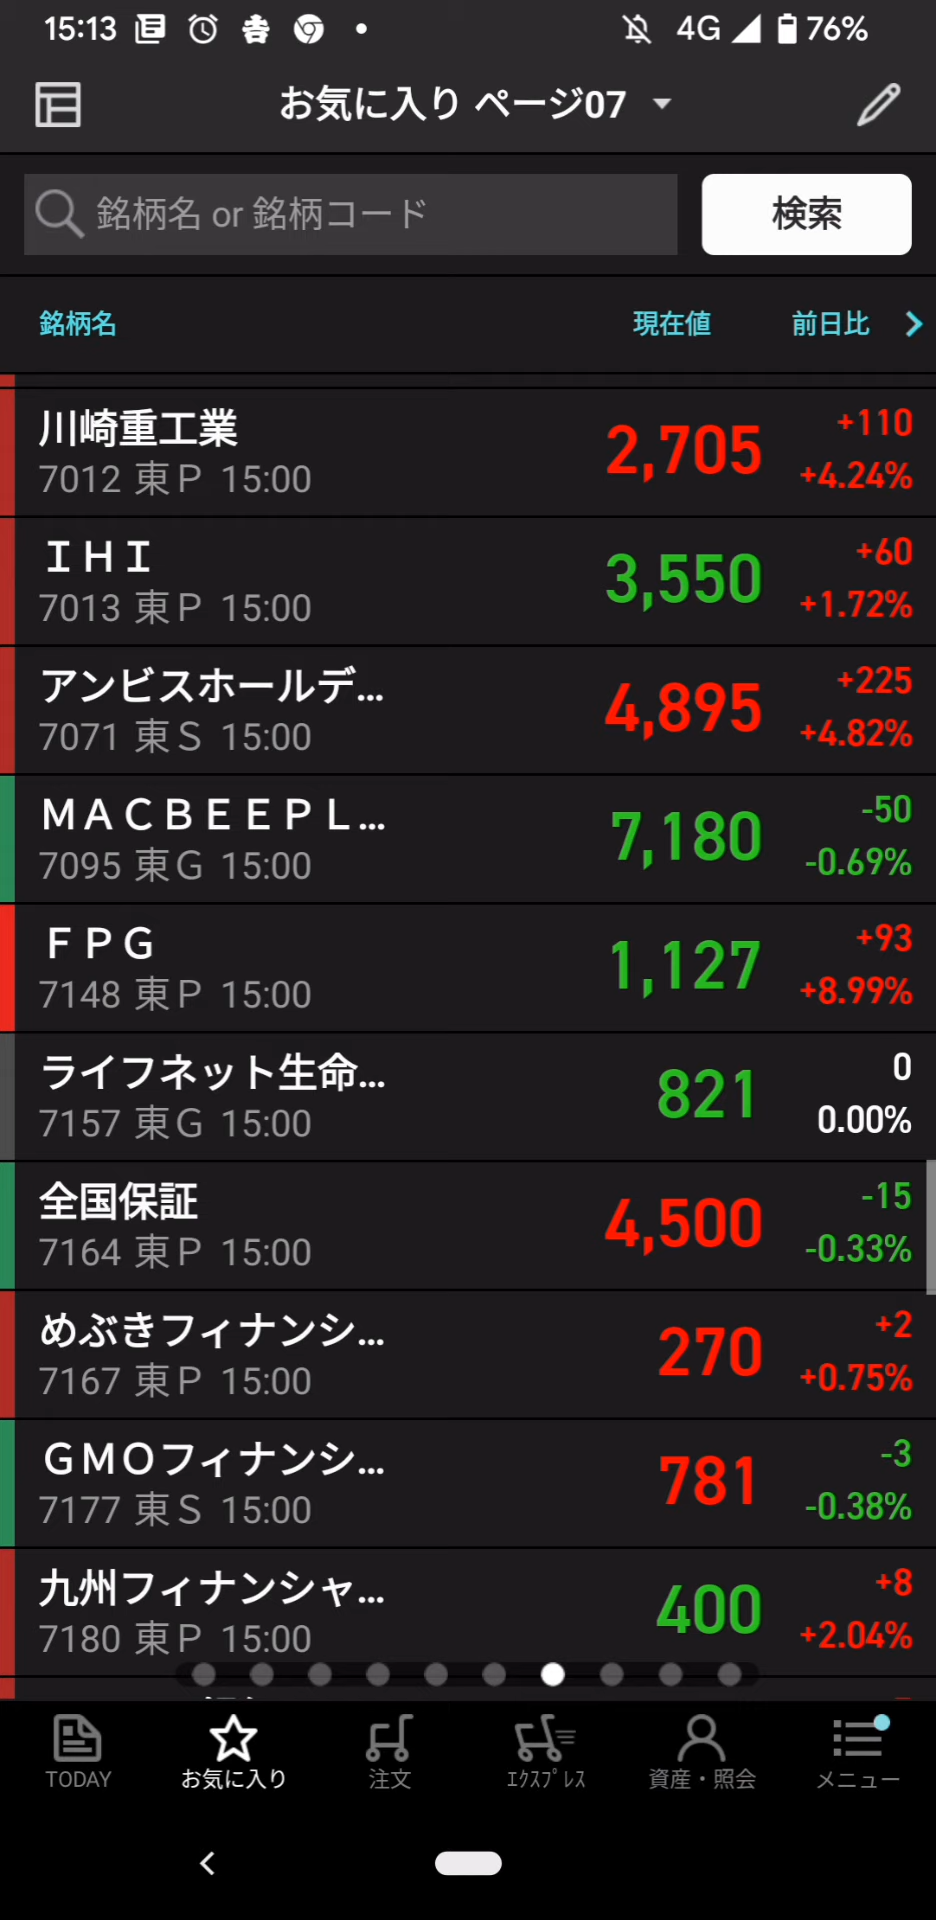 15:13 4G 76%
お気に入り ページ07
銘柄名 or 銘柄コード 検索
銘柄名 現在値 前日比
川崎重工業 2,705 +110
7012 東Ｐ 15:00 +4.24%
ＩＨＩ 3,550 +60
7013 東Ｐ 15:00 +1.72%
アンビスホールデ... 4,895 +225
7071 東Ｓ 15:00 +4.82%
ＭＡＣＢＥＥＰＬ... 7,180 -50
7095 東Ｇ 15:00 -0.69%
ＦＰＧ 1,127 +93
7148 東Ｐ 15:00 +8.99%
ライフネット生命... 821 0
7157 東Ｇ 15:00 0.00%
全国保証 4,500 -15
7164 東Ｐ 15:00 -0.33%
めぶきフィナンシ... 270 +2
7167 東Ｐ 15:00 +0.75%
ＧＭＯフィナンシ... 781 -3
7177 東Ｓ 15:00 -0.38%
九州フィナンシャ... 400 +8
7180 東Ｐ 15:00 +2.04%
TODAY お気に入り 注文 ｴｸｽﾌﾟﾚｽ 資産・照会 メニュー